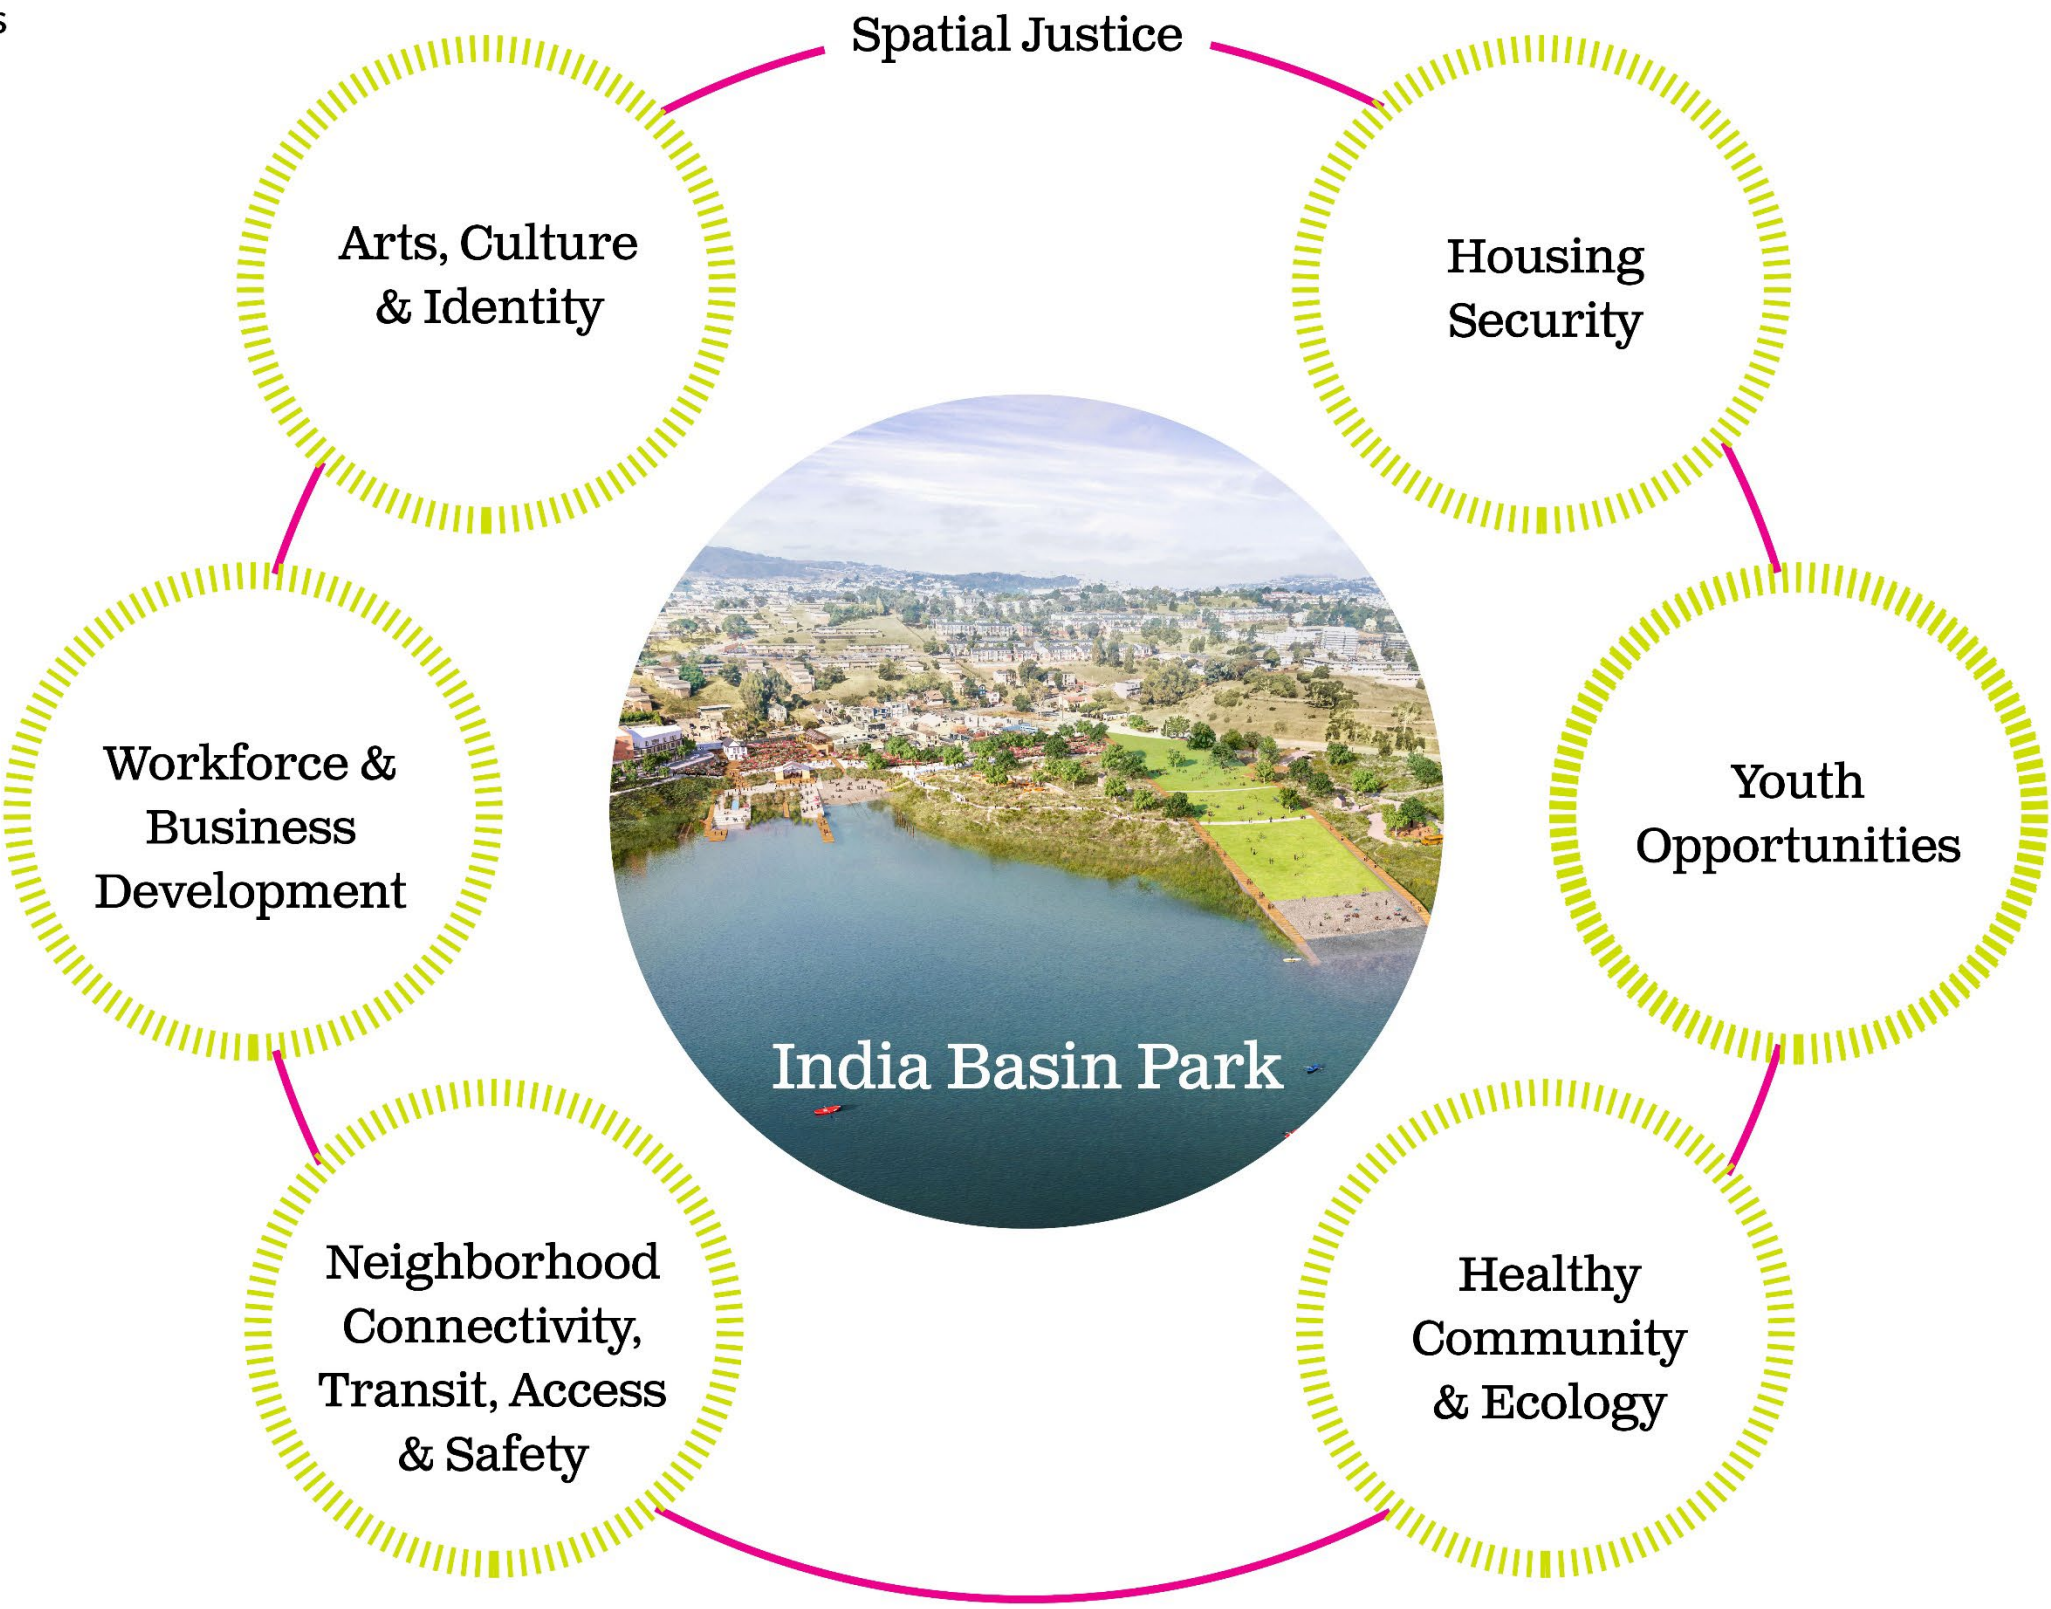 Spatial Justice
Arts, Culture
& Identity
Housing
Security
Workforce &
Business
Development
Youth
Opportunities
India Basin Park
Neighborhood
Connectivity,
Transit, Access
& Safety
Healthy
Community
& Ecology